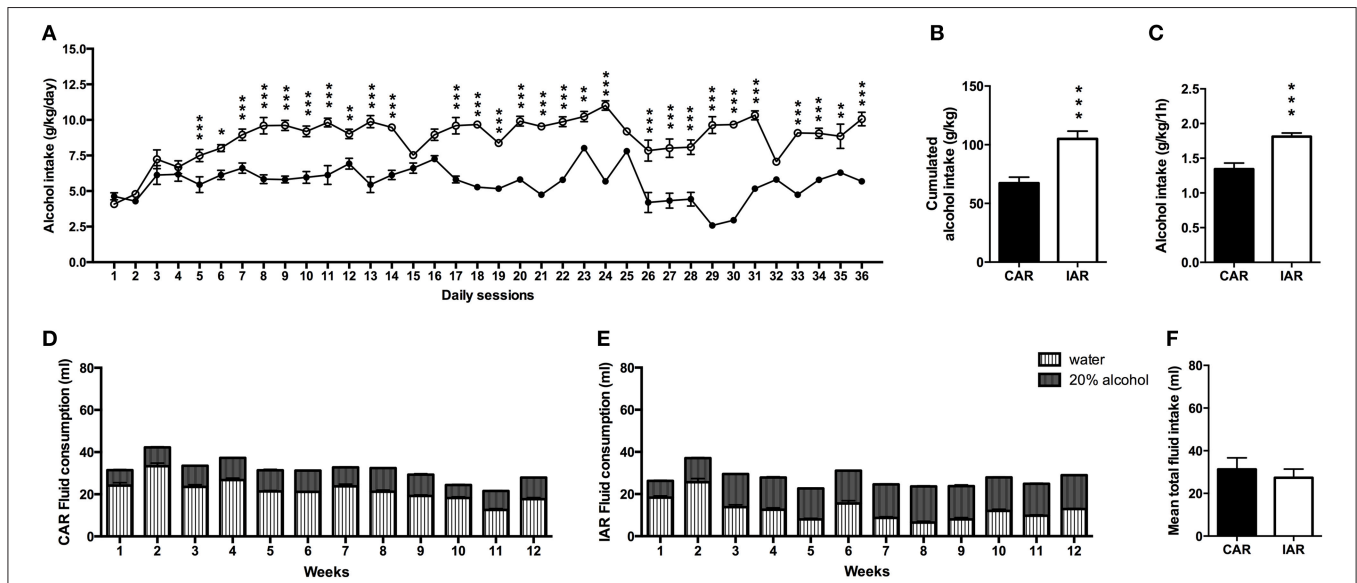 A
Alcohol intake (g/kg/day)
15.0
12.5
10.0
7.5
5.0
2.5
0.0
*** * *** *** *** *** *** ** *** ** *** *** ** *** *** *** ** *** *** *** *** *** *** *** *** *** ** ***
1 2 3 4 5 6 7 8 9 10 11 12 13 14 15 16 17 18 19 20 21 22 23 24 25 26 27 28 29 30 31 32 33 34 35 36
Daily sessions
B
Cumulated
alcohol intake (g/kg)
150
100
50
0
***
CAR IAR
C
Alcohol intake (g/kg/1h)
2.5
2.0
1.5
1.0
0.5
0.0
***
CAR IAR
D
CAR Fluid consumption (ml)
80
60
40
20
0
1 2 3 4 5 6 7 8 9 10 11 12
Weeks
E
IAR Fluid consumption (ml)
80
60
40
20
0
1 2 3 4 5 6 7 8 9 10 11 12
Weeks
water
20% alcohol
F
Mean total fluid intake (ml)
80
60
40
20
0
CAR IAR